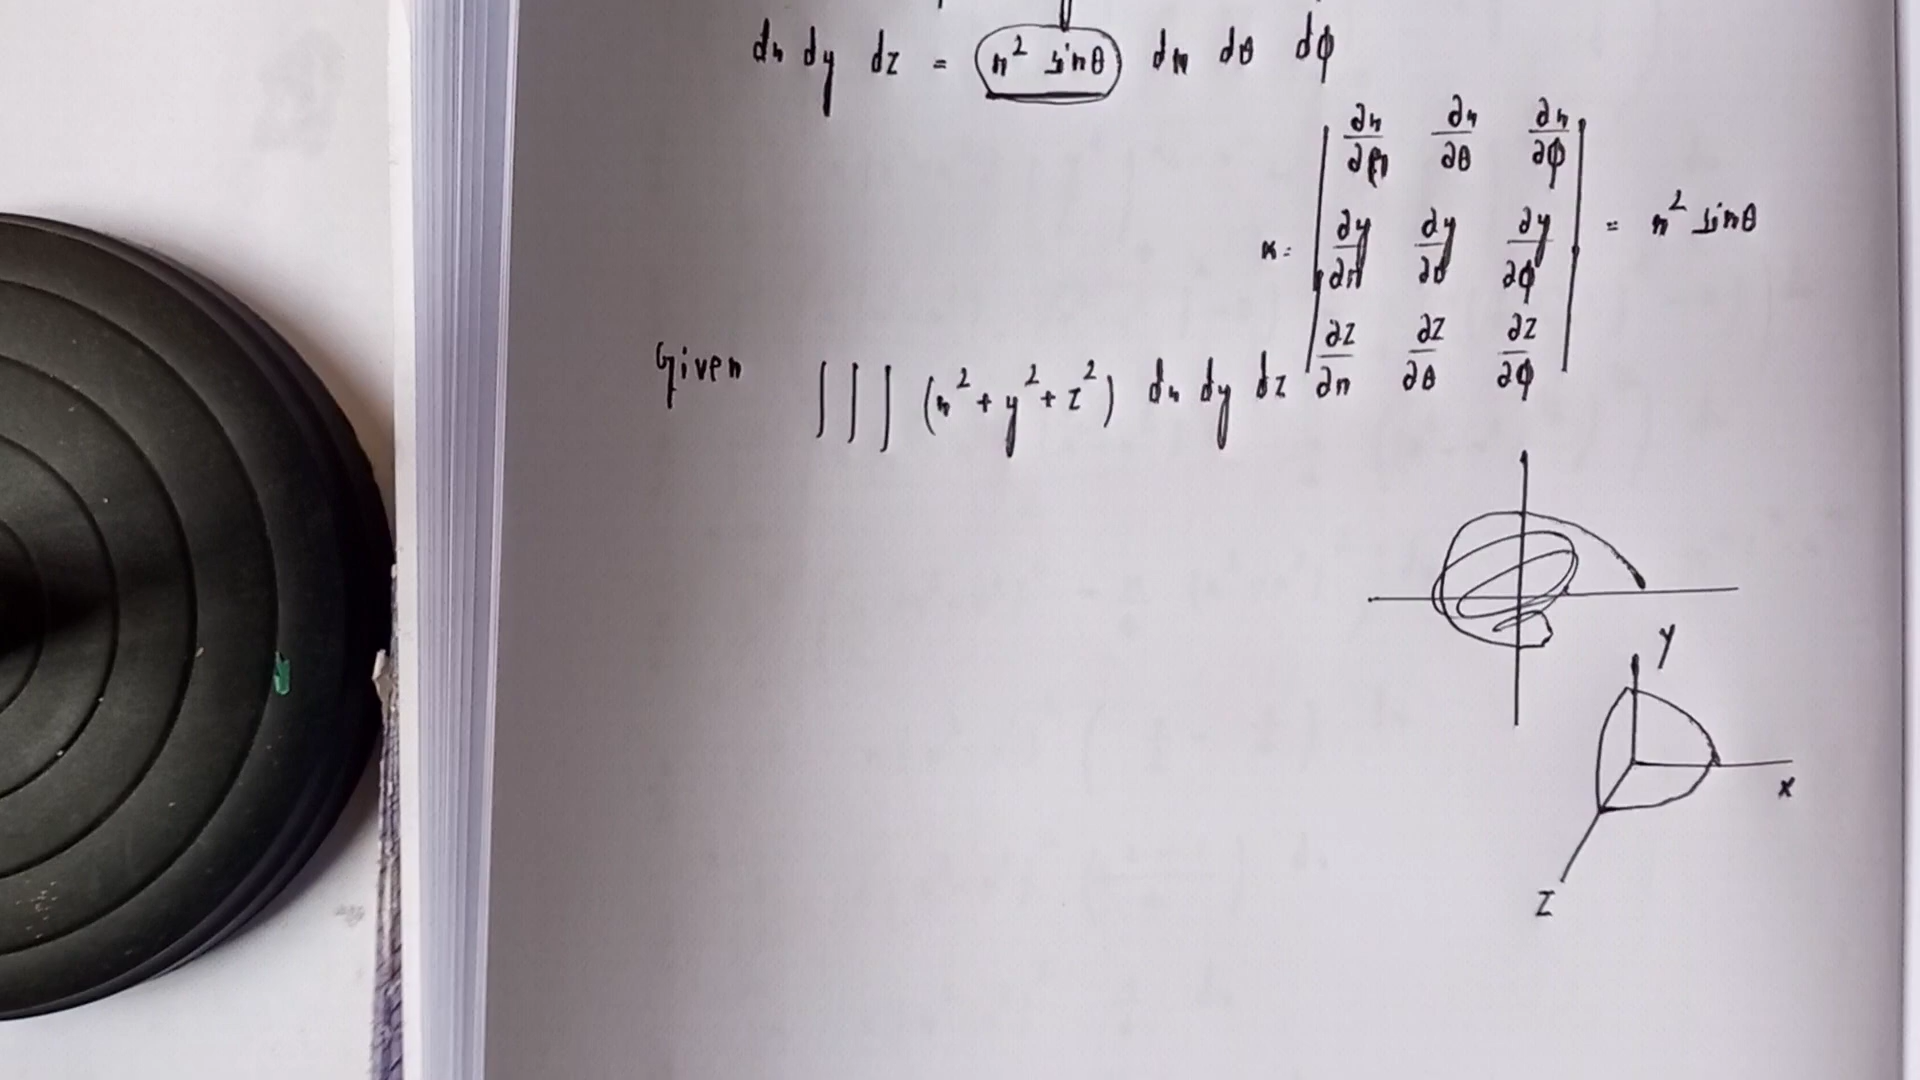 dx dy dz = r² sinθ dr dθ dφ
∂x/∂r ∂x/∂θ ∂x/∂φ
∂y/∂r ∂y/∂θ ∂y/∂φ = r² sinθ
∂z/∂r ∂z/∂θ ∂z/∂φ
Given ∫∫∫ (x² + y² + z²) dx dy dz
y
x
z